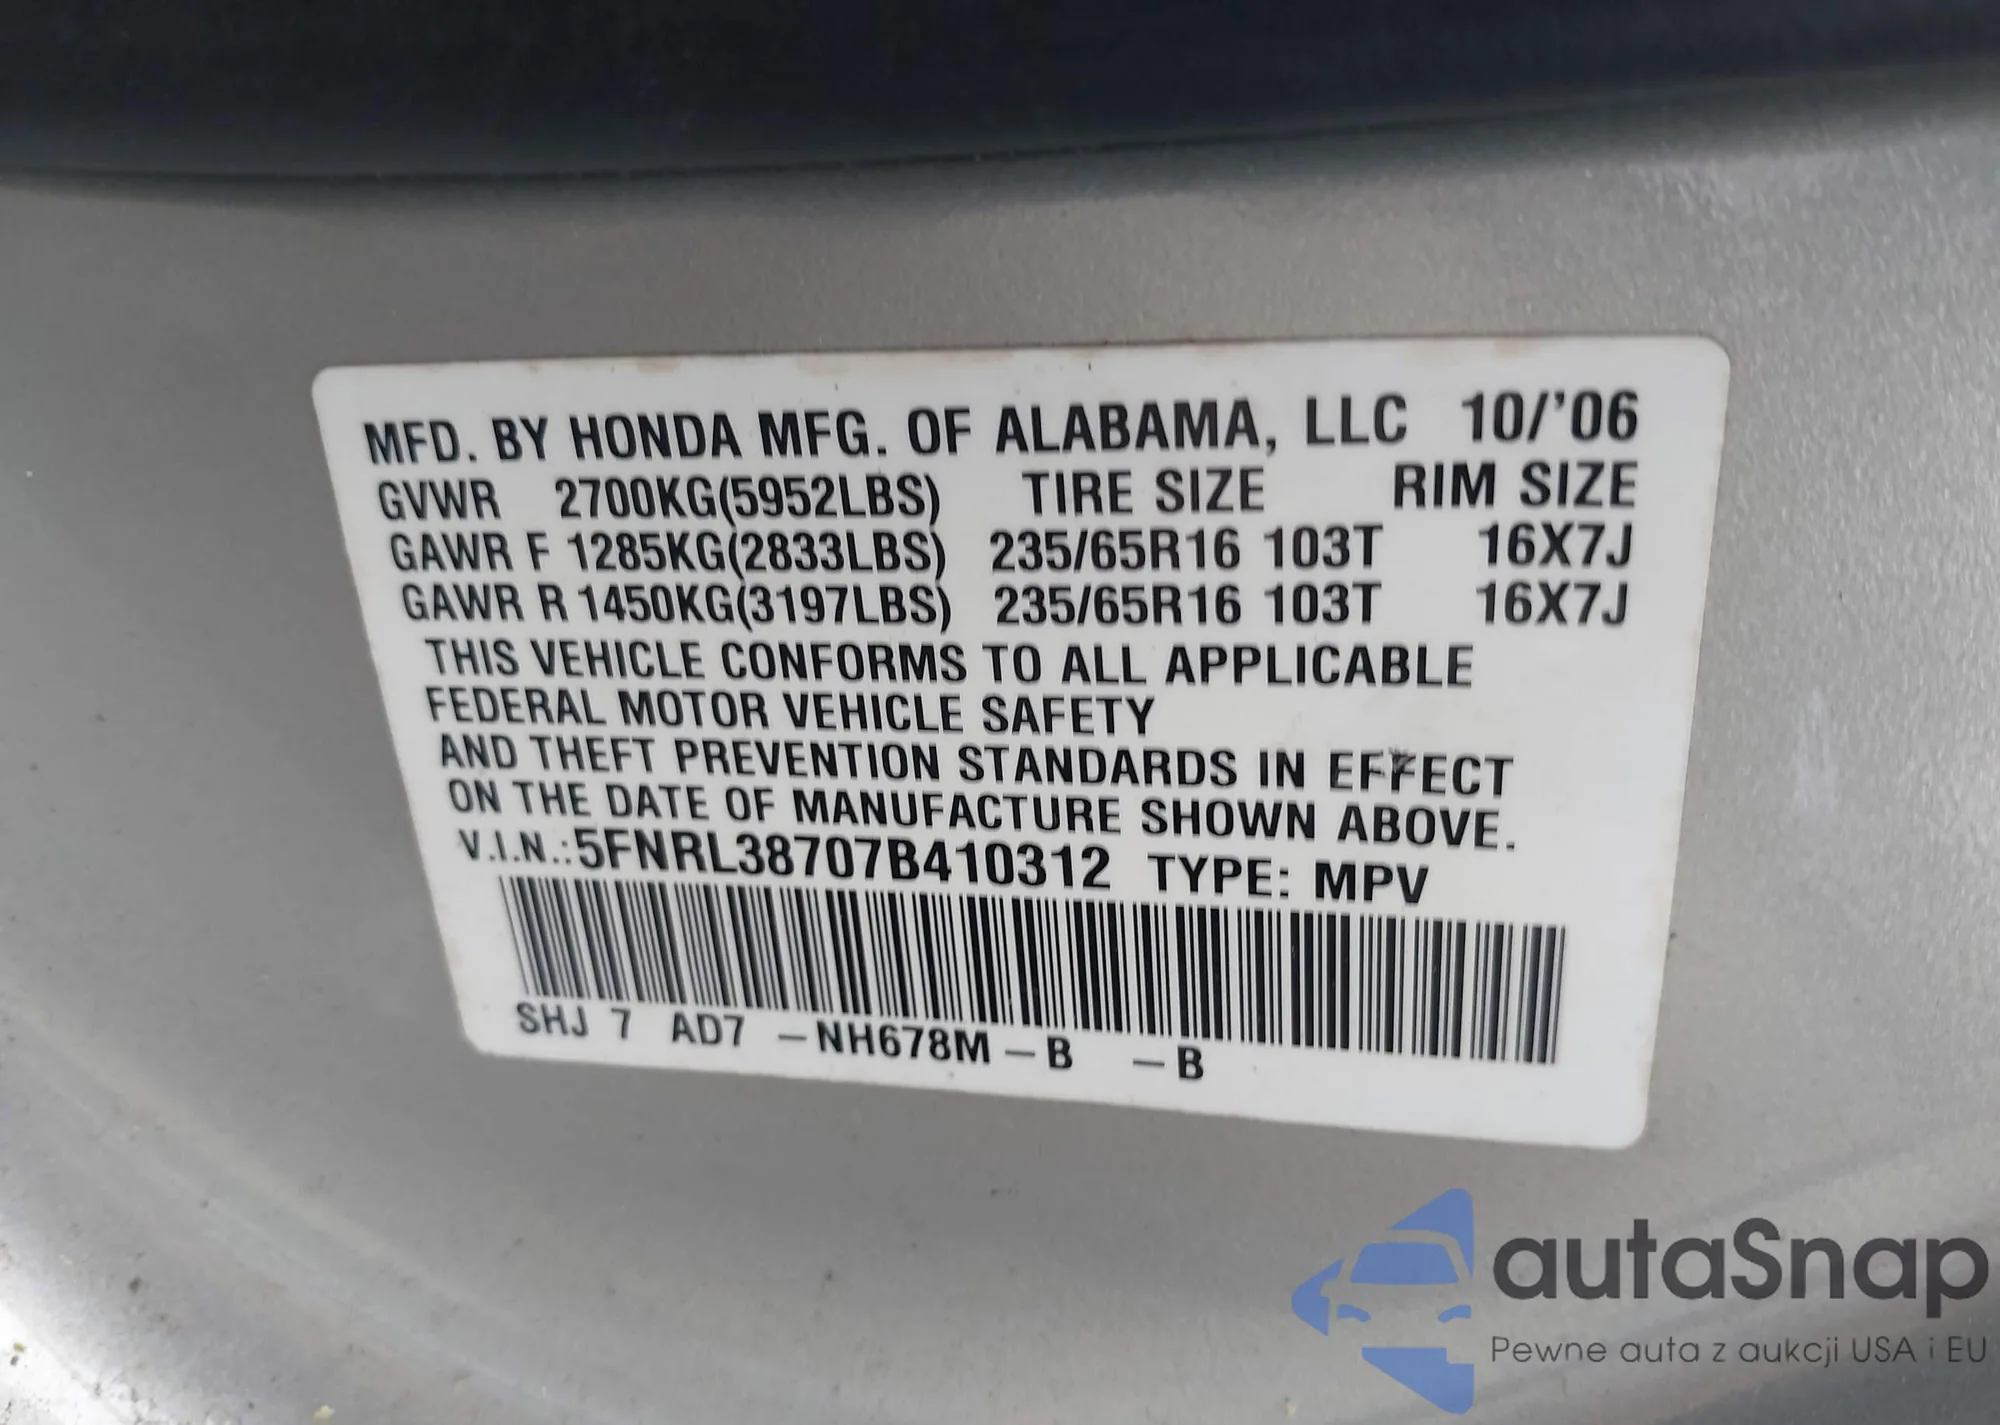 MFD. BY HONDA MFG. OF ALABAMA, LLC 10/'06
GVWR 2700KG(5952LBS) TIRE SIZE RIM SIZE
GAWR F 1285KG(2833LBS) 235/65R16 103T 16X7J
GAWR R 1450KG(3197LBS) 235/65R16 103T 16X7J
THIS VEHICLE CONFORMS TO ALL APPLICABLE
FEDERAL MOTOR VEHICLE SAFETY
AND THEFT PREVENTION STANDARDS IN EFFECT
ON THE DATE OF MANUFACTURE SHOWN ABOVE.
V.I.N.:5FNRL38707B410312 TYPE: MPV
SHJ 7 AD7 -NH678M -B -B
autaSnap
Pewne auta z aukcji USA i EU